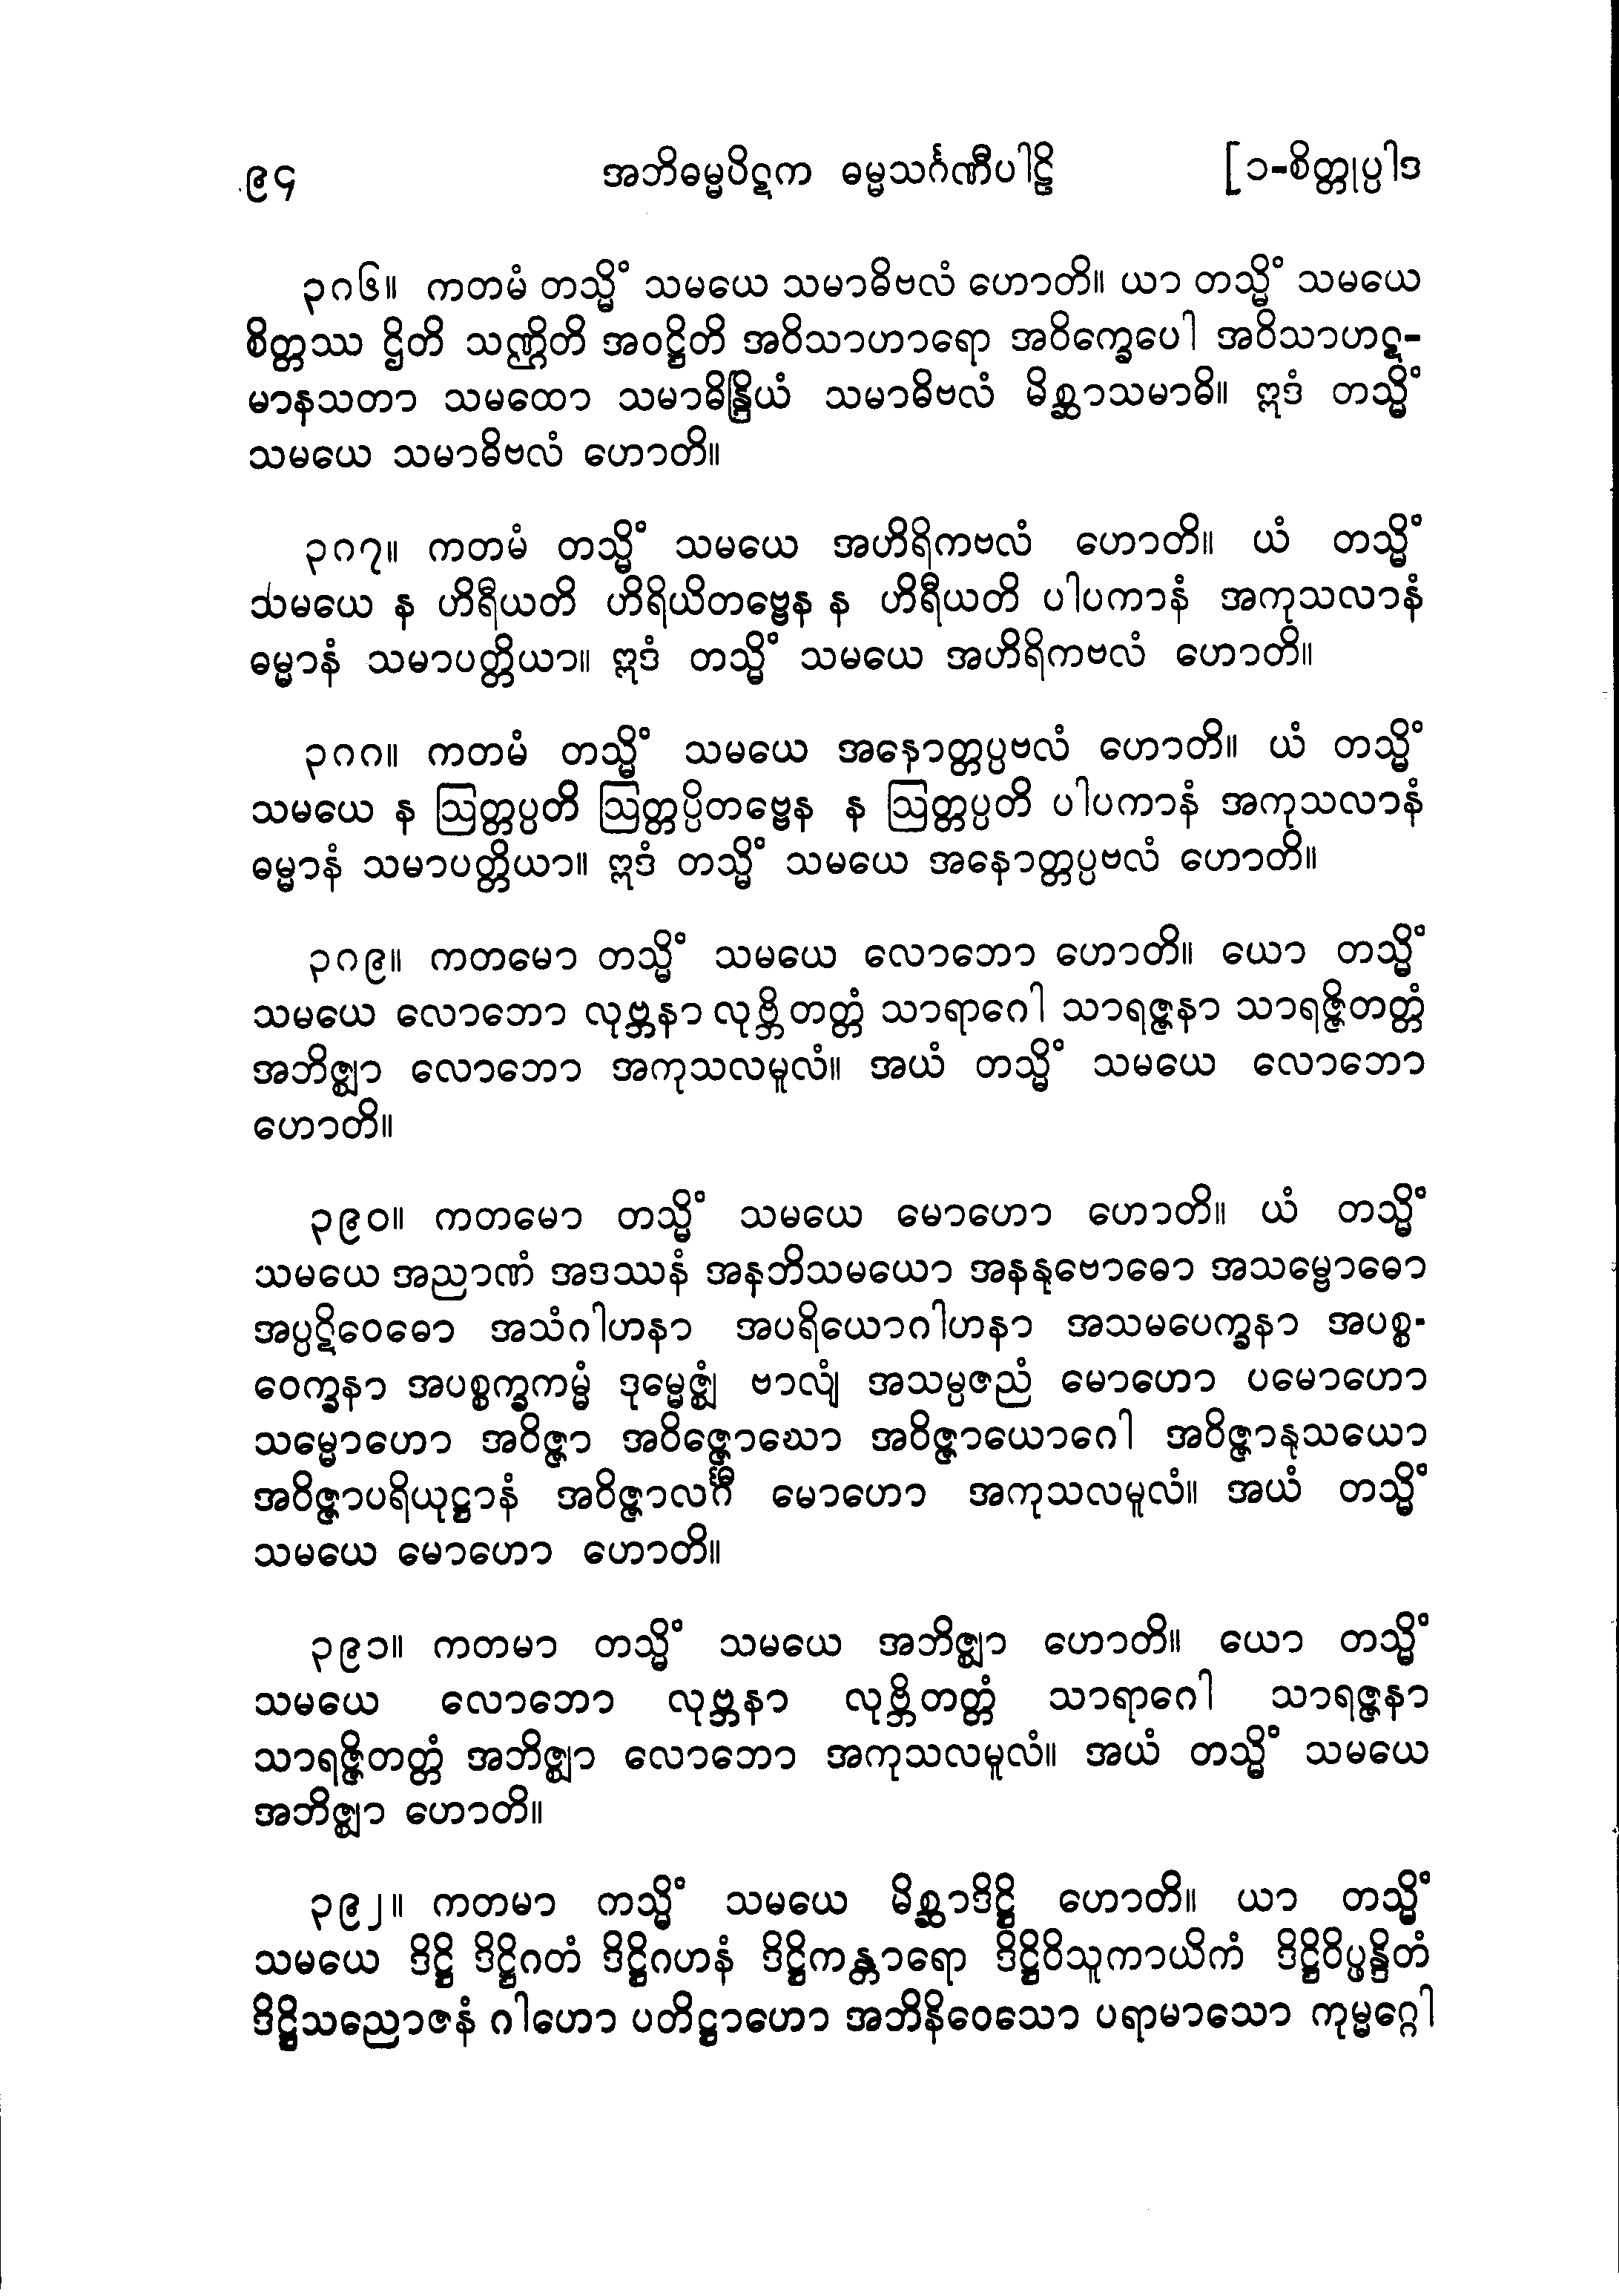 ၉၄ အဘိဓမ္မပိဋက ဓမ္မသင်္ဂဏီပါဠိ [၁-စိတ္တုပ္ပါဒ
၃၈၆။ ကတမံ တသ္မိံ သမယေ သမာဓိဗလံ ဟောတိ။ ယာ တသ္မိံ သမယေ
စိတ္တဿ ဌိတိ သဏ္ဌိတိ အဝဋ္ဌိတိ အဝိသာဟာရော အဝိက္ခေပေါ အဝိသာဟဋ-
မာနသတာ သမထော သမာဓိန္ဒြိယံ သမာဓိဗလံ မိစ္ဆာသမာဓိ။ ဣဒံ တသ္မိံ
သမယေ သမာဓိဗလံ ဟောတိ။
၃၈၇။ ကတမံ တသ္မိံ သမယေ အဟိရိကဗလံ ဟောတိ။ ယံ တသ္မိံ
သမယေ န ဟိရီယတိ ဟိရိယိတဗ္ဗေန န ဟိရီယတိ ပါပကာနံ အကုသလာနံ
ဓမ္မာနံ သမာပတ္တိယာ။ ဣဒံ တသ္မိံ သမယေ အဟိရိကဗလံ ဟောတိ။
၃၈၈။ ကတမံ တသ္မိံ သမယေ အနောတ္တပ္ပဗလံ ဟောတိ။ ယံ တသ္မိံ
သမယေ န ဩတ္တပ္ပတိ ဩတ္တပ္ပိတဗ္ဗေန န ဩတ္တပ္ပတိ ပါပကာနံ အကုသလာနံ
ဓမ္မာနံ သမာပတ္တိယာ။ ဣဒံ တသ္မိံ သမယေ အနောတ္တပ္ပဗလံ ဟောတိ။
၃၈၉။ ကတမော တသ္မိံ သမယေ လောဘော ဟောတိ။ ယော တသ္မိံ
သမယေ လောဘော လုဗ္ဘနာ လုဗ္ဘိတတ္တံ သာရာဂေါ သာရဇ္ဇနာ သာရဇ္ဇိတတ္တံ
အဘိဇ္ဈာ လောဘော အကုသလမူလံ။ အယံ တသ္မိံ သမယေ လောဘော
ဟောတိ။
၃၉၀။ ကတမော တသ္မိံ သမယေ မောဟော ဟောတိ။ ယံ တသ္မိံ
သမယေ အညာဏံ အဒဿနံ အနဘိသမယော အနနုဗောဓော အသမ္ဗောဓော
အပ္ပဋိဝေဓော အသံဂါဟနာ အပရိယောဂါဟနာ အသမပေက္ခနာ အပစ္စ-
ဝေက္ခနာ အပစ္စက္ခကမ္မံ ဒုမ္မေဇ္ဈံ ဗာလျံ အသမ္ပဇညံ မောဟော ပမောဟော
သမ္မောဟော အဝိဇ္ဇာ အဝိဇ္ဇောဃော အဝိဇ္ဇာယောဂေါ အဝိဇ္ဇာနုသယော
အဝိဇ္ဇာပရိယုဋ္ဌာနံ အဝိဇ္ဇာလင်္ဂီ မောဟော အကုသလမူလံ။ အယံ တသ္မိံ
သမယေ မောဟော ဟောတိ။
၃၉၁။ ကတမာ တသ္မိံ သမယေ အဘိဇ္ဈာ ဟောတိ။ ယော တသ္မိံ
သမယေ လောဘော လုဗ္ဘနာ လုဗ္ဘိတတ္တံ သာရာဂေါ သာရဇ္ဇနာ
သာရဇ္ဇိတတ္တံ အဘိဇ္ဈာ လောဘော အကုသလမူလံ။ အယံ တသ္မိံ သမယေ
အဘိဇ္ဈာ ဟောတိ။
၃၉၂။ ကတမာ ကသ္မိံ သမယေ မိစ္ဆာဒိဋ္ဌိ ဟောတိ။ ယာ တသ္မိံ
သမယေ ဒိဋ္ဌိ ဒိဋ္ဌိဂတံ ဒိဋ္ဌိဂဟနံ ဒိဋ္ဌိကန္တာရော ဒိဋ္ဌိဝိသူကာယိကံ ဒိဋ္ဌိဝိပ္ဖန္ဒိတံ
ဒိဋ္ဌိသညောဇနံ ဂါဟော ပတိဋ္ဌာဟော အဘိနိဝေသော ပရာမာသော ကုမ္မဂ္ဂေါ